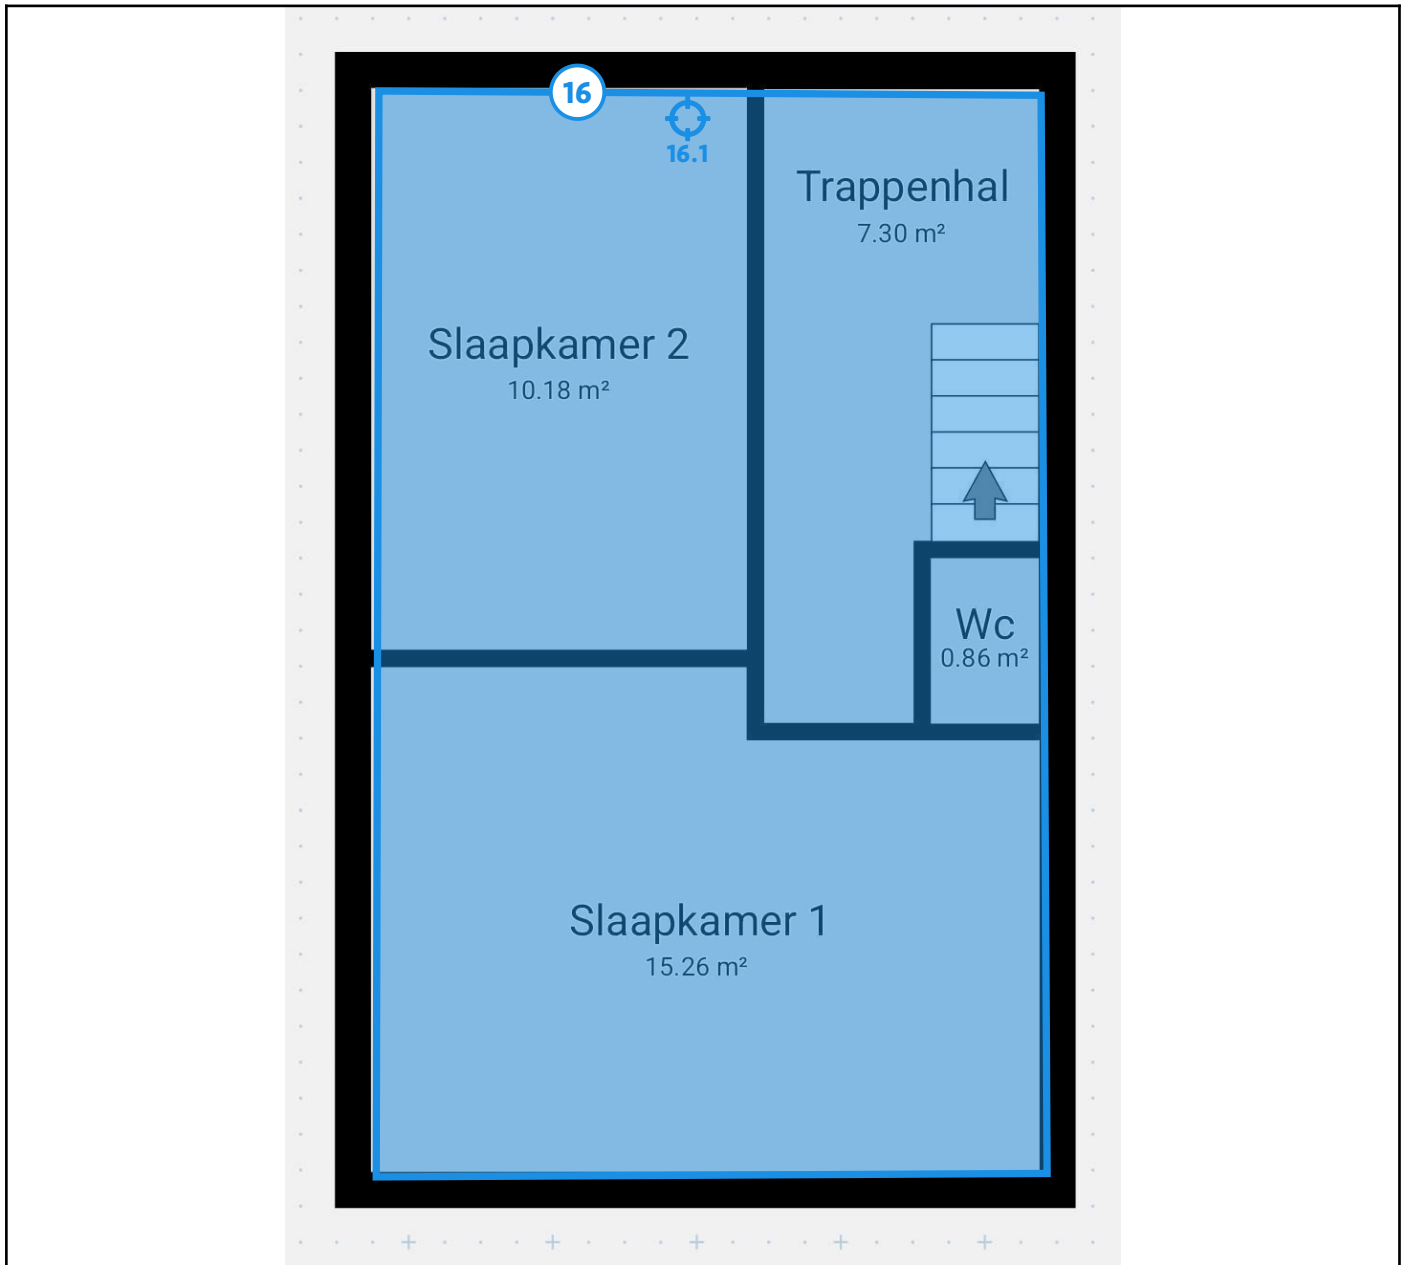 16
16.1
Trappenhal
7.30 m²
Slaapkamer 2
10.18 m²
Wc
0.86 m²
Slaapkamer 1
15.26 m²